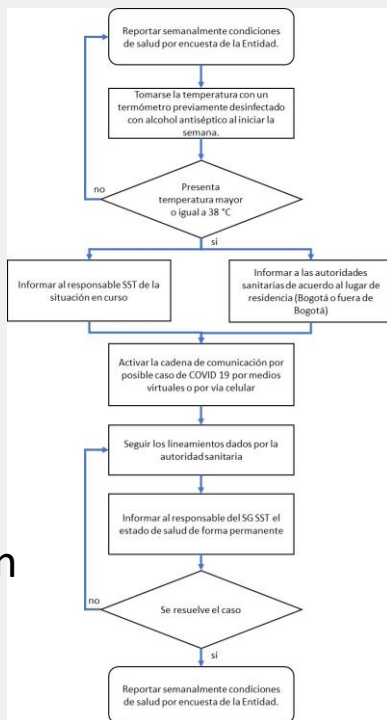 Reportar semanalmente condiciones
de salud por encuesta de la Entidad.
Tomarse la temperatura con un
termómetro previamente desinfectado
con alcohol antiséptico al iniciar la
semana.
no
Presenta
temperatura mayor
o igual a 38 °C
si
Informar al responsable SST de la
situación en curso
Informar a las autoridades
sanitarias de acuerdo al lugar de
residencia (Bogotá o fuera de
Bogotá)
Activar la cadena de comunicación por
posible caso de COVID 19 por medios
virtuales o por vía celular
Seguir los lineamientos dados por la
autoridad sanitaria
Informar al responsable del SG SST el
estado de salud de forma permanente
no
Se resuelve el caso
si
Reportar semanalmente condiciones
de salud por encuesta de la Entidad.